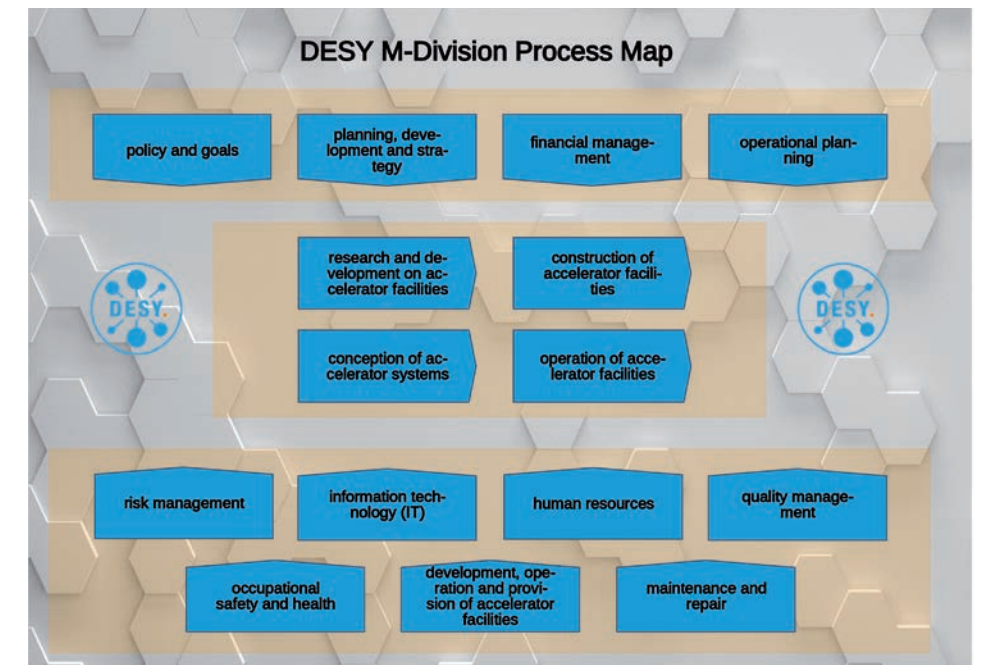 DESY M-Division Process Map
policy and goals
planning, deve-
lopment and stra-
tegy
financial manage-
ment
operational plan-
ning
research and de-
velopment on ac-
celerator facilities
construction of
accelerator facili-
ties
DESY.
DESY.
conception of ac-
celerator systems
operation of acce-
lerator facilities
risk management
information tech-
nology (IT)
human resources
quality manage-
ment
occupational
safety and health
development, ope-
ration and provi-
sion of accelerator
facilities
maintenance and
repair